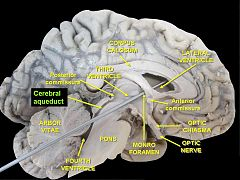 CORPUS
CALOSUM
LATERAL
VENTRICLE
THIRD
VENTRICLE
Posterior
commissure
Cerebral
aqueduct
Anterior
commissure
ARBOR
VITAE
PONS
OPTIC
CHIASMA
MONRO
FORAMEN
OPTIC
NERVE
FOURTH
VENTRICLE